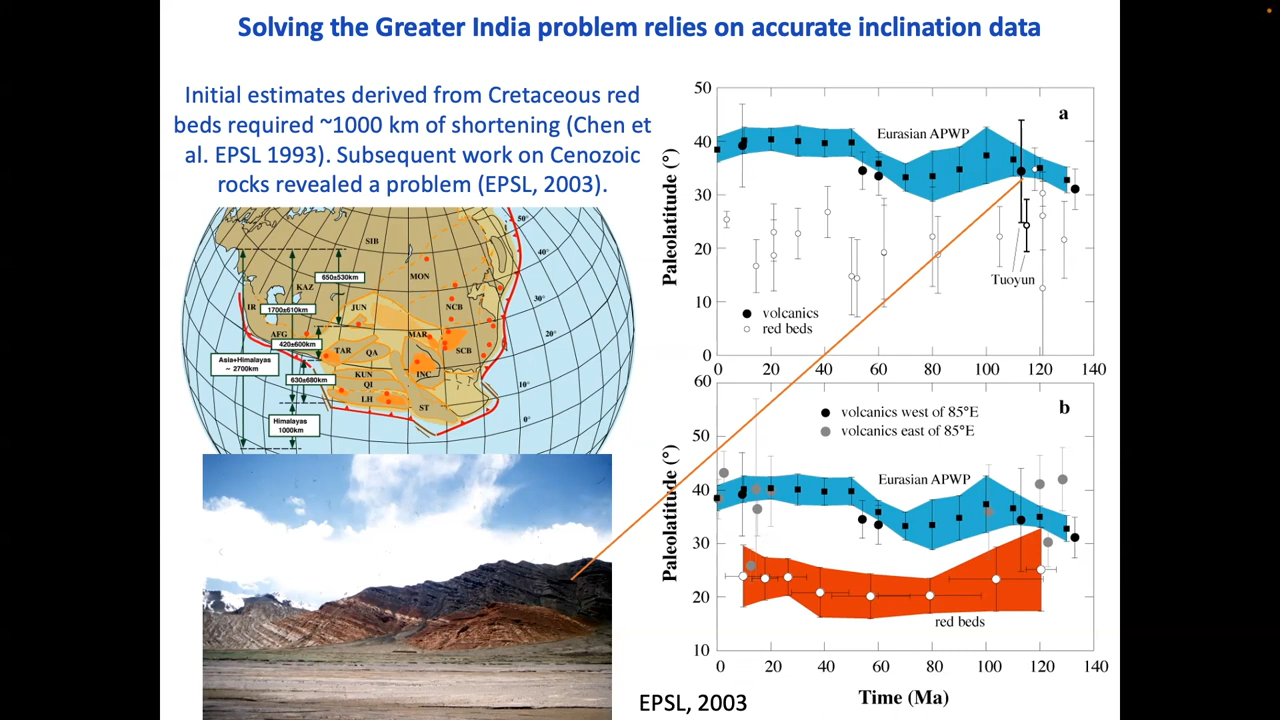 Solving the Greater India problem relies on accurate inclination data
Initial estimates derived from Cretaceous red
beds required ~1000 km of shortening (Chen et
al. EPSL 1993). Subsequent work on Cenozoic
rocks revealed a problem (EPSL, 2003).
50°
SIB
40°
650±530km
MON
KAZ
30°
IR
1700±610km
JUN
NCB
20°
AFG
MAR
420±600km
TAR
QA
SCB
Asia+Himalayas
~ 2700km
KUN
INC
630±680km
QI
10°
LH
ST
Himalayas
1000km
0°
a
50
40
30
20
10
0
Paleolatitude (°)
Eurasian APWP
Tuoyun
volcanics
red beds
0 20 40 60 80 100 120 140
b
60
50
40
30
20
10
Paleolatitude (°)
volcanics west of 85°E
volcanics east of 85°E
Eurasian APWP
red beds
0 20 40 60 80 100 120 140
Time (Ma)
EPSL, 2003